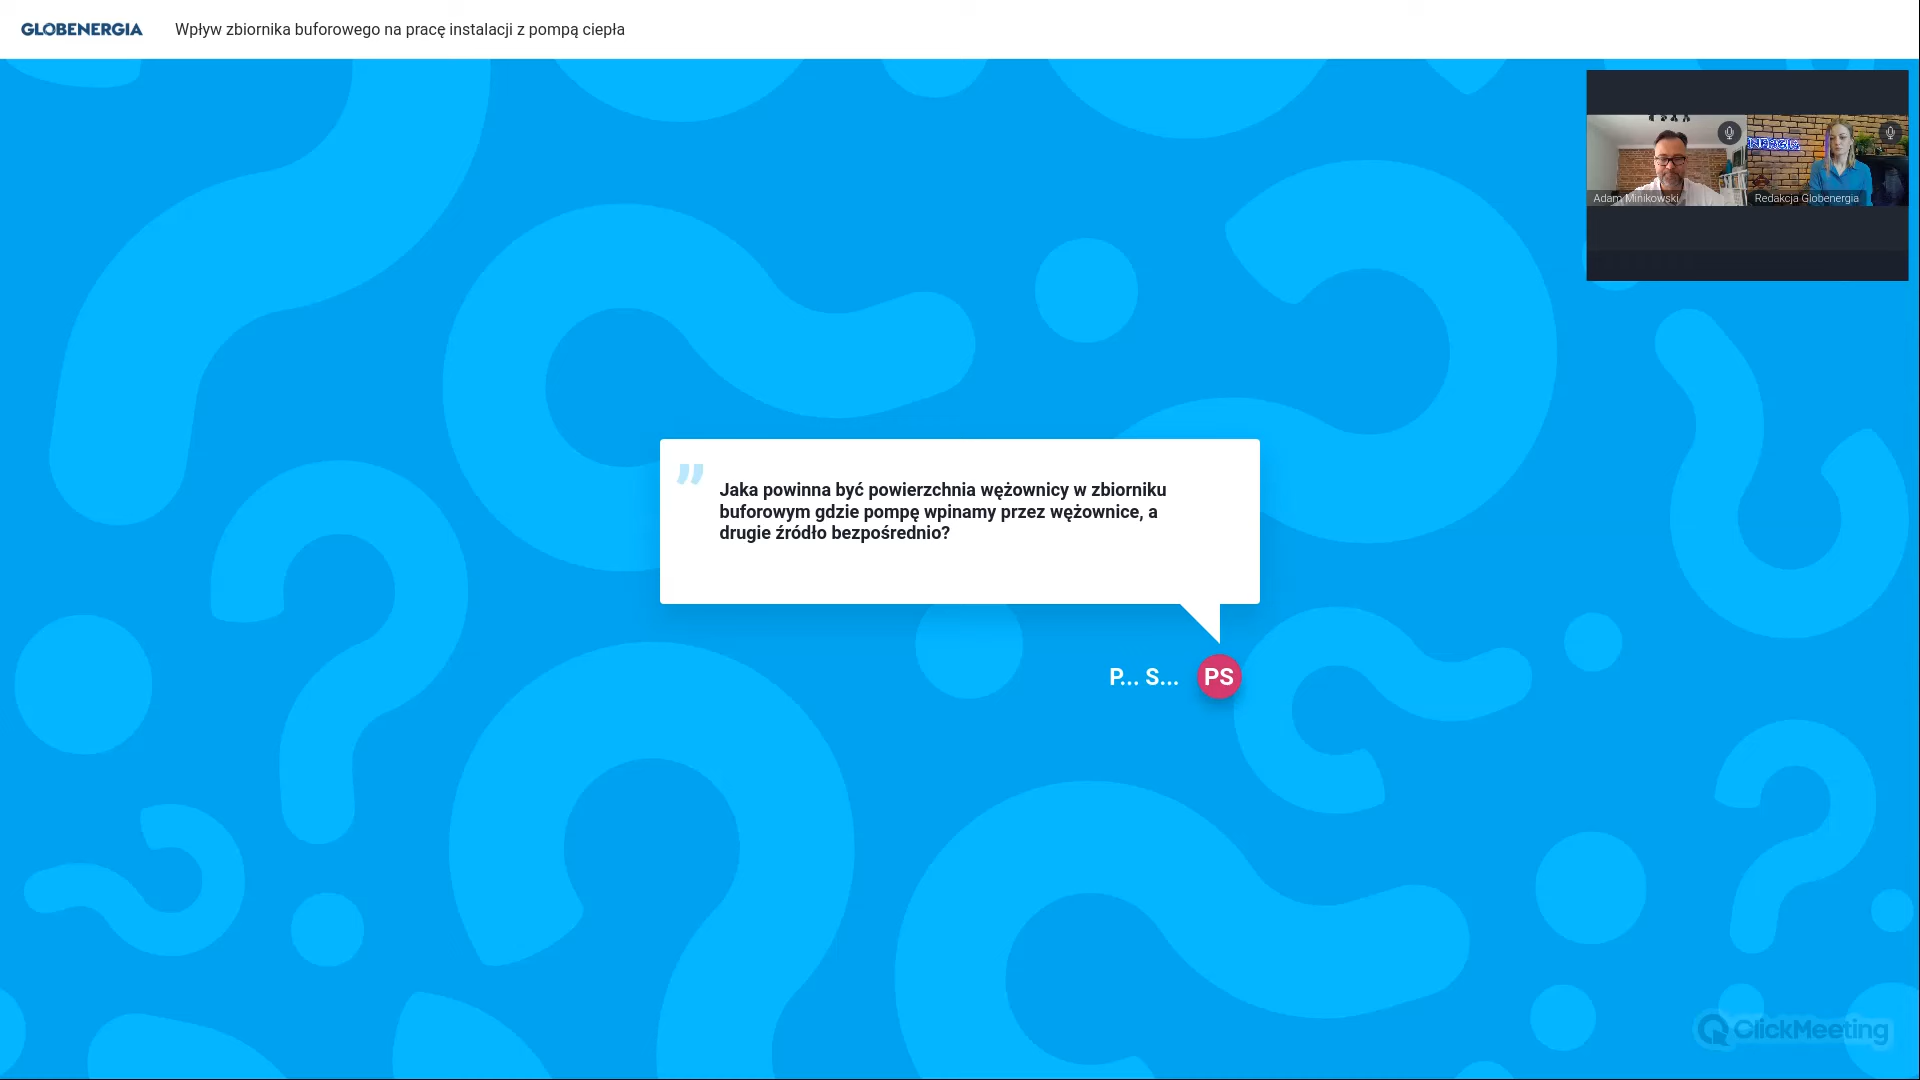 GLOBENERGIA
Wpływ zbiornika buforowego na pracę instalacji z pompą ciepła
Adam Minikowski
Redakcja Globenergia
”
Jaka powinna być powierzchnia wężownicy w zbiorniku
buforowym gdzie pompę wpinamy przez wężownice, a
drugie źródło bezpośrednio?
P... S...
PS
ClickMeeting